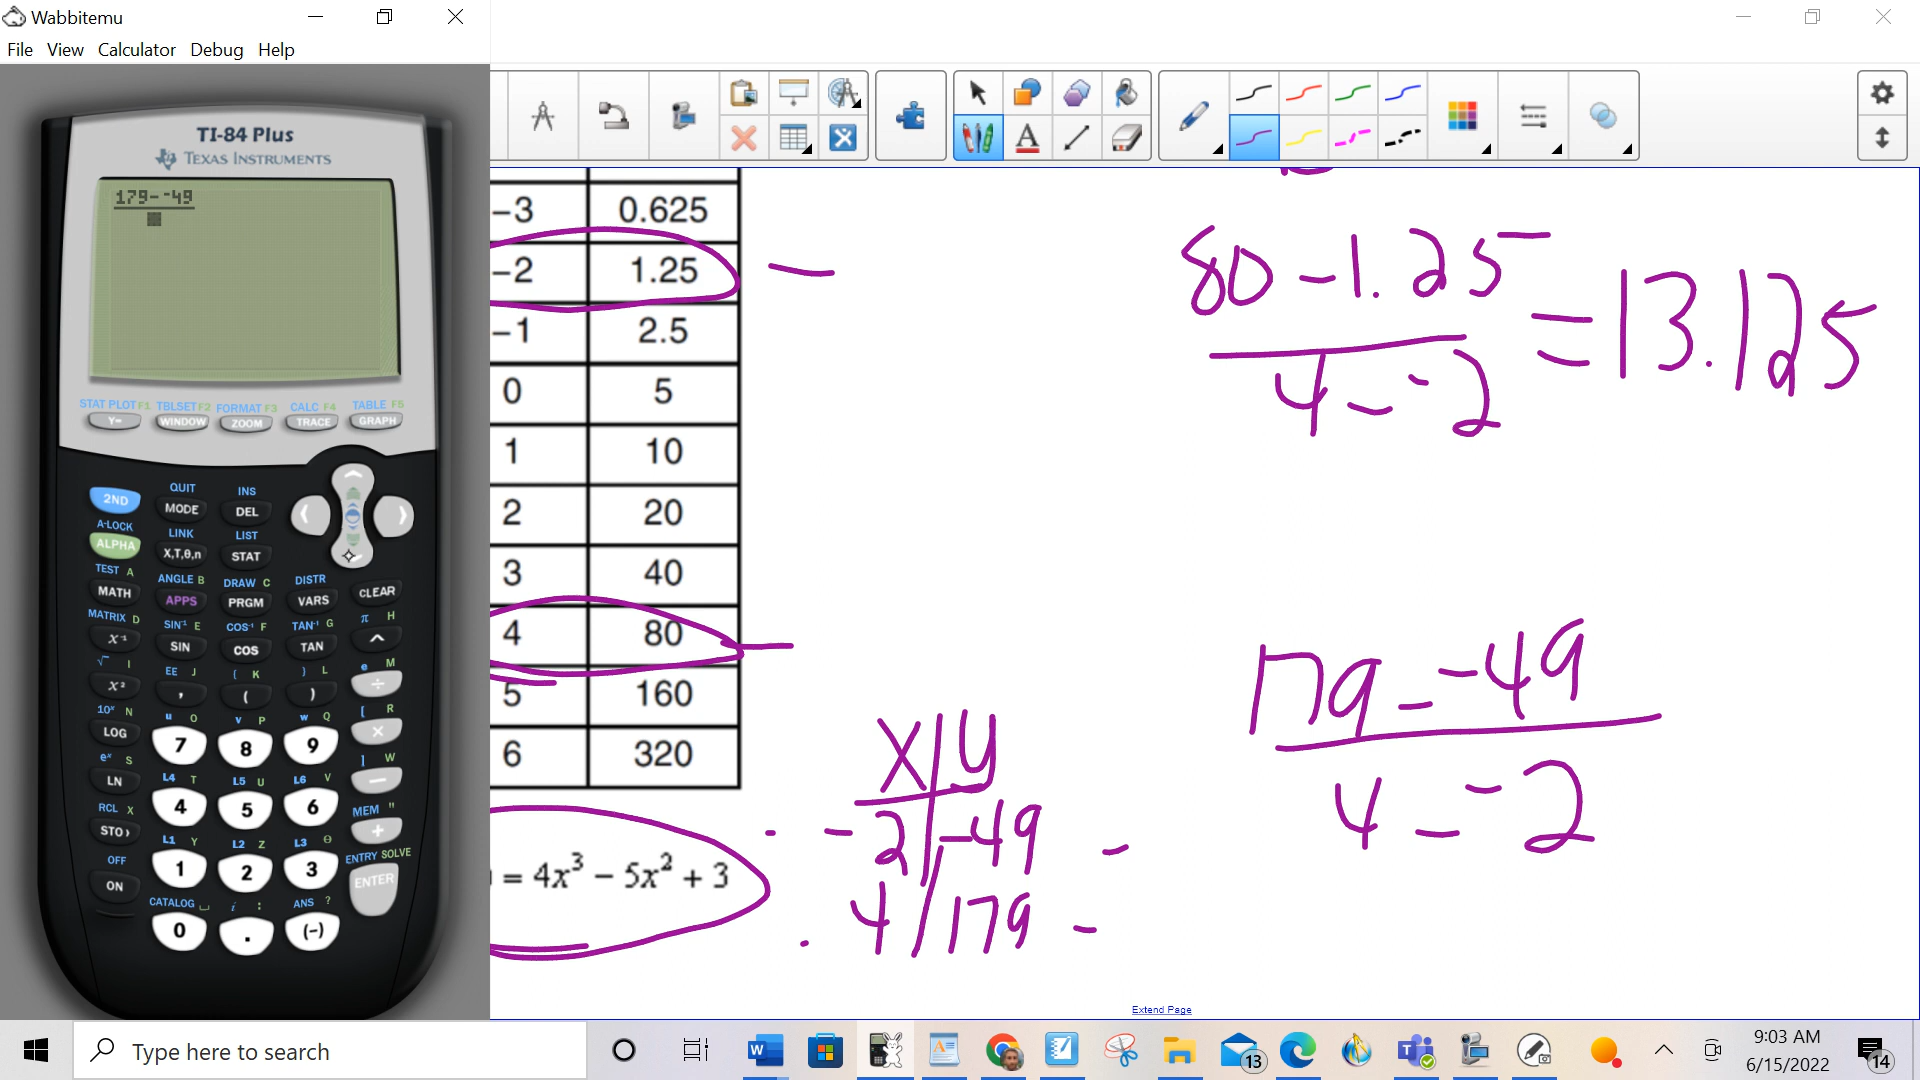 Wabbitemu
File View Calculator Debug Help
TI-84 Plus
TEXAS INSTRUMENTS
179-⁻49
STAT PLOT F1 TBLSET F2 FORMAT F3 CALC F4 TABLE F5
Y= WINDOW ZOOM TRACE GRAPH
QUIT INS
2ND MODE DEL
A-LOCK LINK LIST
ALPHA X,T,θ,n STAT
TEST A ANGLE B DRAW C DISTR
MATH APPS PRGM VARS CLEAR
MATRIX D SIN⁻¹ E COS⁻¹ F TAN⁻¹ G π H
x⁻¹ SIN COS TAN ^
√ I EE J { K } L e M
x² , ( ) ÷
10ˣ N u O v P w Q [ R
LOG 7 8 9 ×
eˣ S L4 T L5 U L6 V ] W
LN 4 5 6 −
RCL X L1 Y L2 Z L3 θ MEM "
STO› 1 2 3 +
OFF CATALOG i : ANS ? ENTRY SOLVE
ON 0 . (-) ENTER
-3 0.625
-2 1.25
-1 2.5
0 5
1 10
2 20
3 40
4 80
5 160
6 320
= 4x³ − 5x² + 3
80 - 1.25
4 - -2
= 13.125
x y
-2 -49
4 179
179 - -49
4 - -2
Extend Page
Type here to search
13
9:03 AM
6/15/2022
14